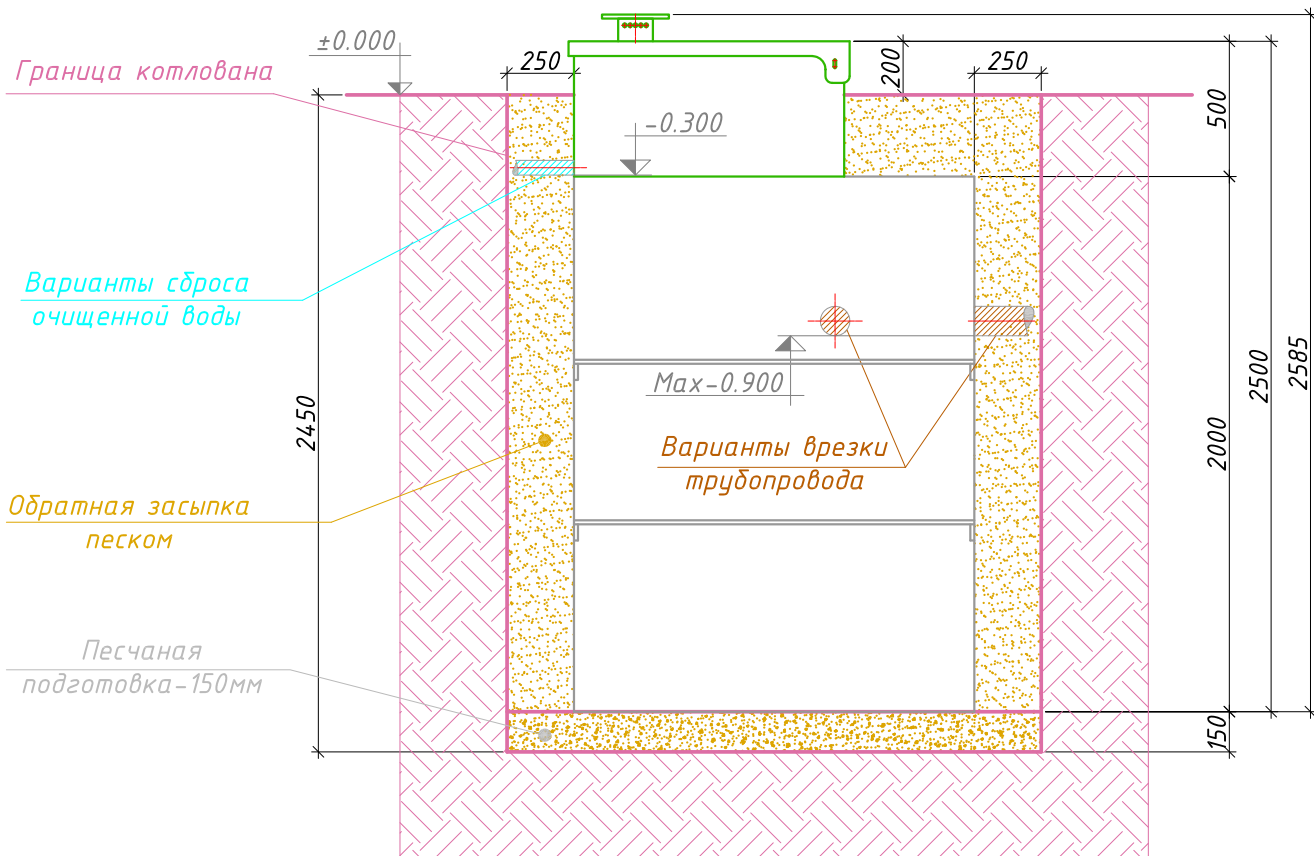 ±0.000
Граница котлована
250
200
250
500
-0.300
Варианты сброса
очищенной воды
2585
2500
Max-0.900
2450
2000
Варианты врезки
трубопровода
Обратная засыпка
песком
Песчаная
подготовка-150мм
150